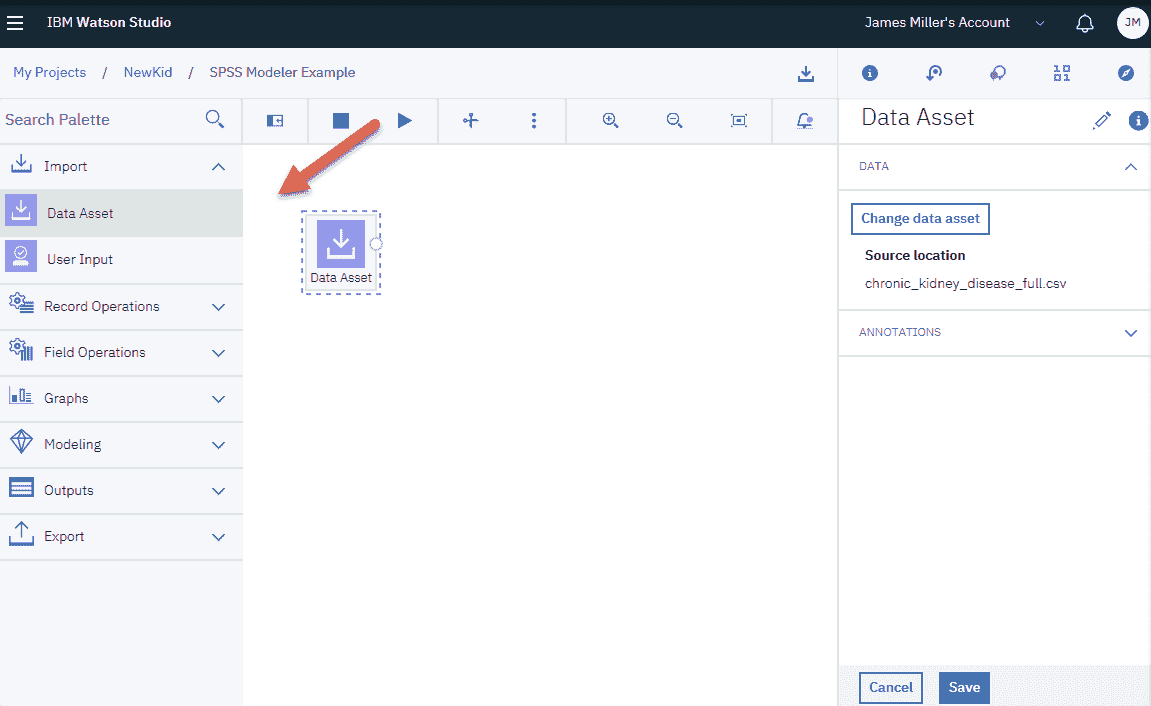 IBM Watson Studio
James Miller's Account
JM
My Projects / NewKid / SPSS Modeler Example
Search Palette
Import
Data Asset
User Input
Record Operations
Field Operations
Graphs
Modeling
Outputs
Export
Data Asset
Data Asset
DATA
Change data asset
Source location
chronic_kidney_disease_full.csv
ANNOTATIONS
Cancel
Save